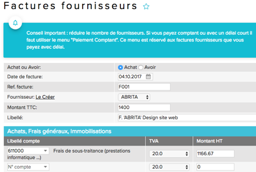 Factures fournisseurs
Conseil important : réduire le nombre de fournisseurs. Si vous payez comptant ou avec un délai court il
faut utiliser le menu "Paiement Comptant". Ce menu est réservé aux factures fournisseurs que vous
payez avec délai.
Achat ou Avoir: Achat Avoir
Date de facture: 04.10.2017
Ref. facture: F001
Fournisseur: Le Créer ABRITA
Montant TTC: 1400
Libellé: F. ABRITA' Design site web
Achats, Frais généraux, Immobilisations
Libellé compte TVA Montant HT
611000 Frais de sous-traitance (prestations informatique ...) 20.0 1166.67
N° compte 20.0 0